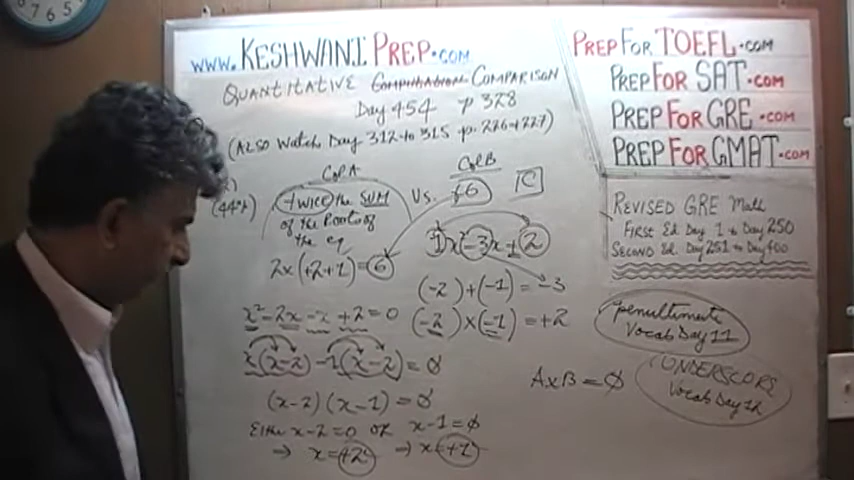 www.KESHWANIPREP.COM
QUANTITATIVE COMPARISON
Day 454 p 328
(ALSO Watch Day 312 to 315 p. 226+227)
Col A
Col B
(44%)
twice the SUM
of the Roots of
the eq
Vs.
+6
C
1x²-3x+2
2x(+2+1)=6
(-2)+(-1)=-3
x²-2x-x+2=0
(-2)x(-1)=+2
x(x-2)-1(x-2)=0
(x-2)(x-1)=0
Either x-2=0 or x-1=0
⇒ x=+2 ⇒ x=+1
AxB=0
PREPFORTOEFL.COM
PREPFORSAT.COM
PREPFORGRE.COM
PREPFORGMAT.COM
REVISED GRE Math
FIRST Ed. Day 1 to Day 250
SECOND Ed. Day 251 to Day 400
penultimate
Vocab Day 11
UNDERSCORE
Vocab Day 12
7 6 5